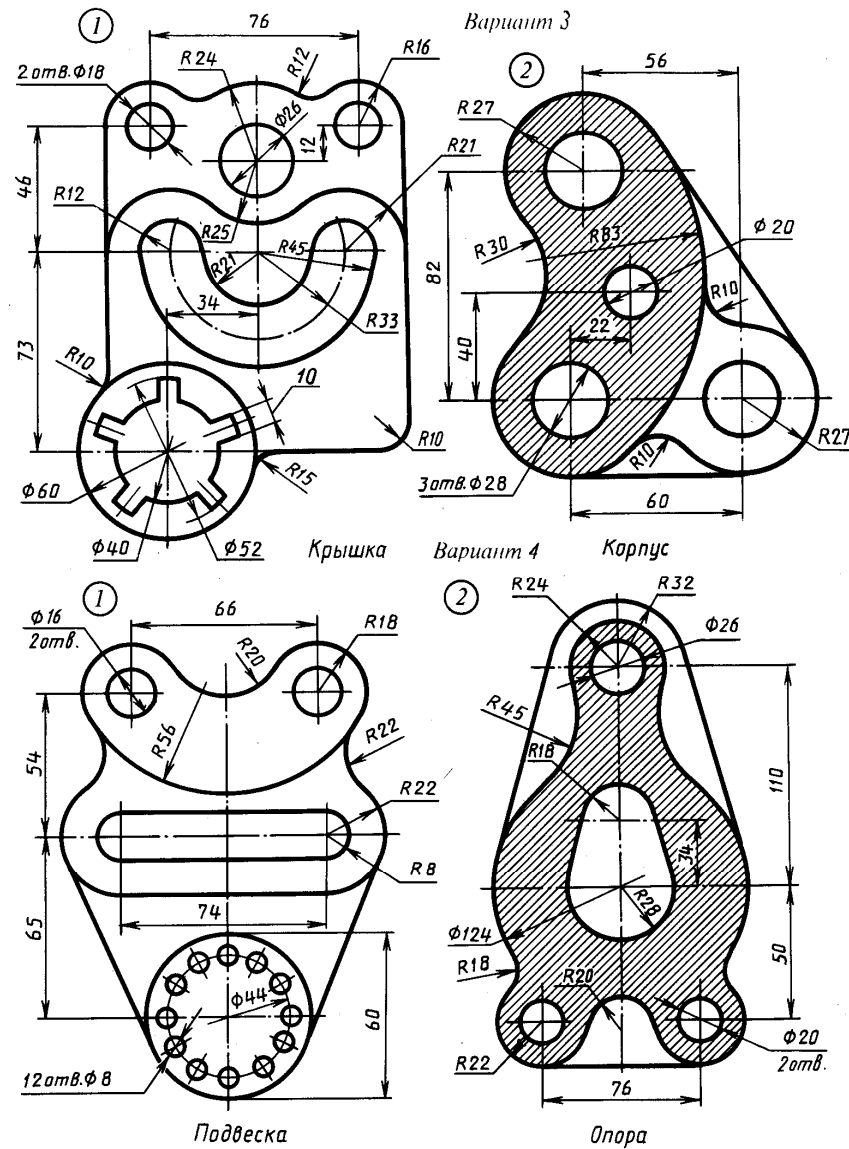 Вариант 3
1
76
R24
R12
R16
2отв.Ф18
Ф26
12
R21
46
R12
R25
R45
R21
34
R33
73
R10
10
R10
R15
Ф60
Ф40
Ф52
Крышка
2
56
R27
R30
R83
Ф20
82
R10
22
40
R10
R27
3отв.Ф28
60
Корпус
Вариант 4
1
Ф16
2отв.
66
R18
R20
R56
R22
54
R22
R8
74
65
Ф44
60
12отв.Ф8
Подвеска
2
R24
R32
Ф26
R45
R18
110
34
R28
Ф124
R18
50
R20
R22
Ф20
2отв.
76
Опора